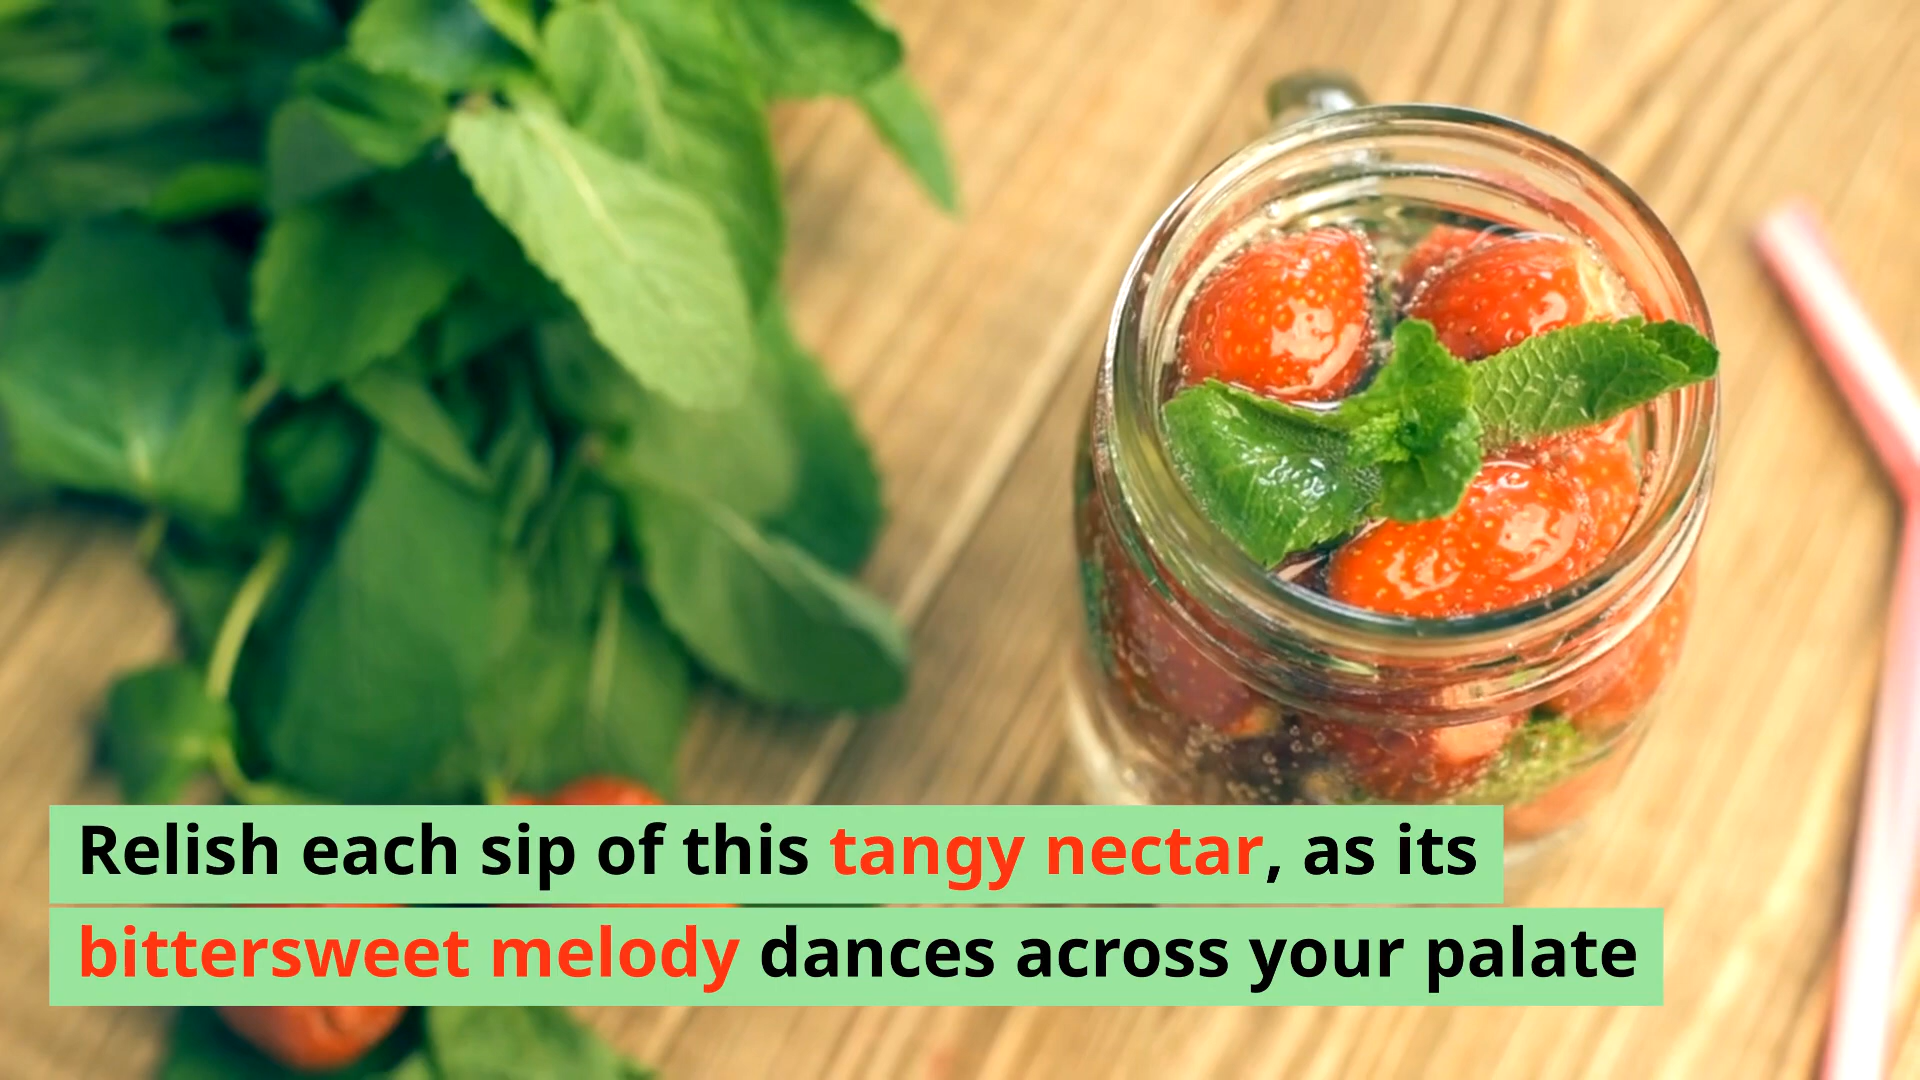 Relish each sip of this tangy nectar, as its
bittersweet melody dances across your palate